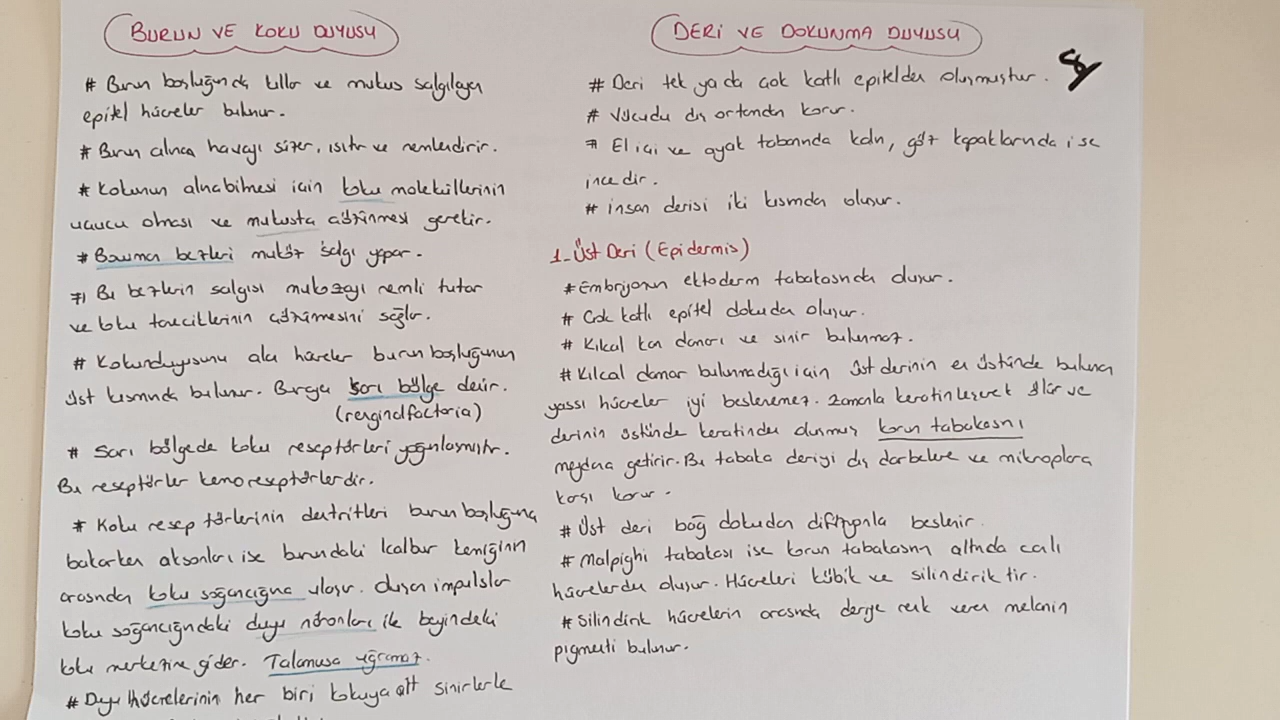 BURUN VE KOKU DUYUSU
# Burun boşluğunda kıllar ve mukus salgılayan
epitel hücreler bulunur.
* Burun alınan havayı süzer, ısıtır ve nemlendirir.
* Kokunun alınabilmesi için koku moleküllerinin
uçucu olması ve mukusta çözünmesi gerekir.
* Bowman bezleri muköz salgı yapar.
# Bu bezlerin salgısı mukozayı nemli tutar
ve koku taneciklerinin çözünmesini sağlar.
# Koku duyusunu alan hücreler burun boşluğunun
üst kısmında bulunur. Buraya sarı bölge denir.
# Sarı bölgede koku reseptörleri yoğunlaşmıştır.
Bu reseptörler kemoreseptörlerdir.
* Koku reseptörlerinin dentritleri burun boşluğuna
bakarken aksonları ise burundaki kalbur kemiğinin
arasından koku soğancığına ulaşır. Oluşan impulslar
koku soğancığındaki duyu nöronları ile beyindeki
koku merkezine gider. Talamusa uğramaz.
# Duyu hücrelerinin her biri kokuya ait sinirlerle
DERİ VE DOKUNMA DUYUSU
# Deri tek ya da çok katlı epitelden oluşmuştur.
# Vücudu dış ortamdan korur.
# El içi ve ayak tabanında kalın, göz kapaklarında ise
incedir.
# insan derisi iki kısımdan oluşur.
1-Üst Deri (Epidermis)
* Embriyonun ektoderm tabakasından oluşur.
# Çok katlı epitel dokudan oluşur.
# Kılcal kan damarı ve sinir bulunmaz.
# Kılcal damar bulunmadığı için üst derinin en üstünde bulunan
yassı hücreler iyi beslenemez. Zamanla keratinleşerek ölür ve
derinin üstünde keratinden oluşmuş korun tabakasını
meydana getirir. Bu tabaka deriyi dış darbelere ve mikroplara
karşı korur.
# Üst deri bağ dokudan difüzyonla beslenir.
# Malpighi tabakası ise korun tabakasının altında canlı
hücrelerden oluşur. Hücreleri kübik ve silindiriktir.
* Silindirik hücrelerin arasında deriye renk veren melanin
pigmenti bulunur.